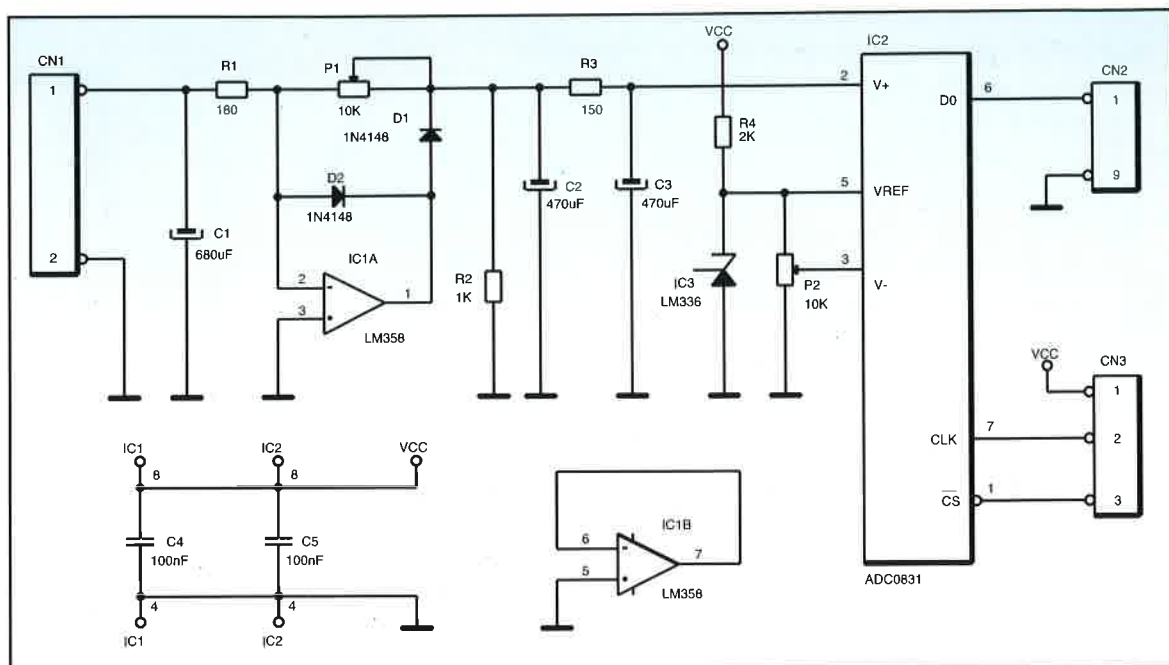 CN1
1
2
R1
180
P1
10K
D1
1N4148
D2
1N4148
C1
680uF
IC1A
2
3
1
LM358
R2
1K
C2
470uF
R3
150
C3
470uF
VCC
R4
2K
IC3
LM336
P2
10K
IC2
2
V+
5
VREF
3
V-
D0
6
CLK
7
CS
1
ADC0831
CN2
1
9
VCC
CN3
1
2
3
IC1
8
IC2
8
VCC
C4
100nF
C5
100nF
4
IC1
4
IC2
IC1B
6
5
7
LM358